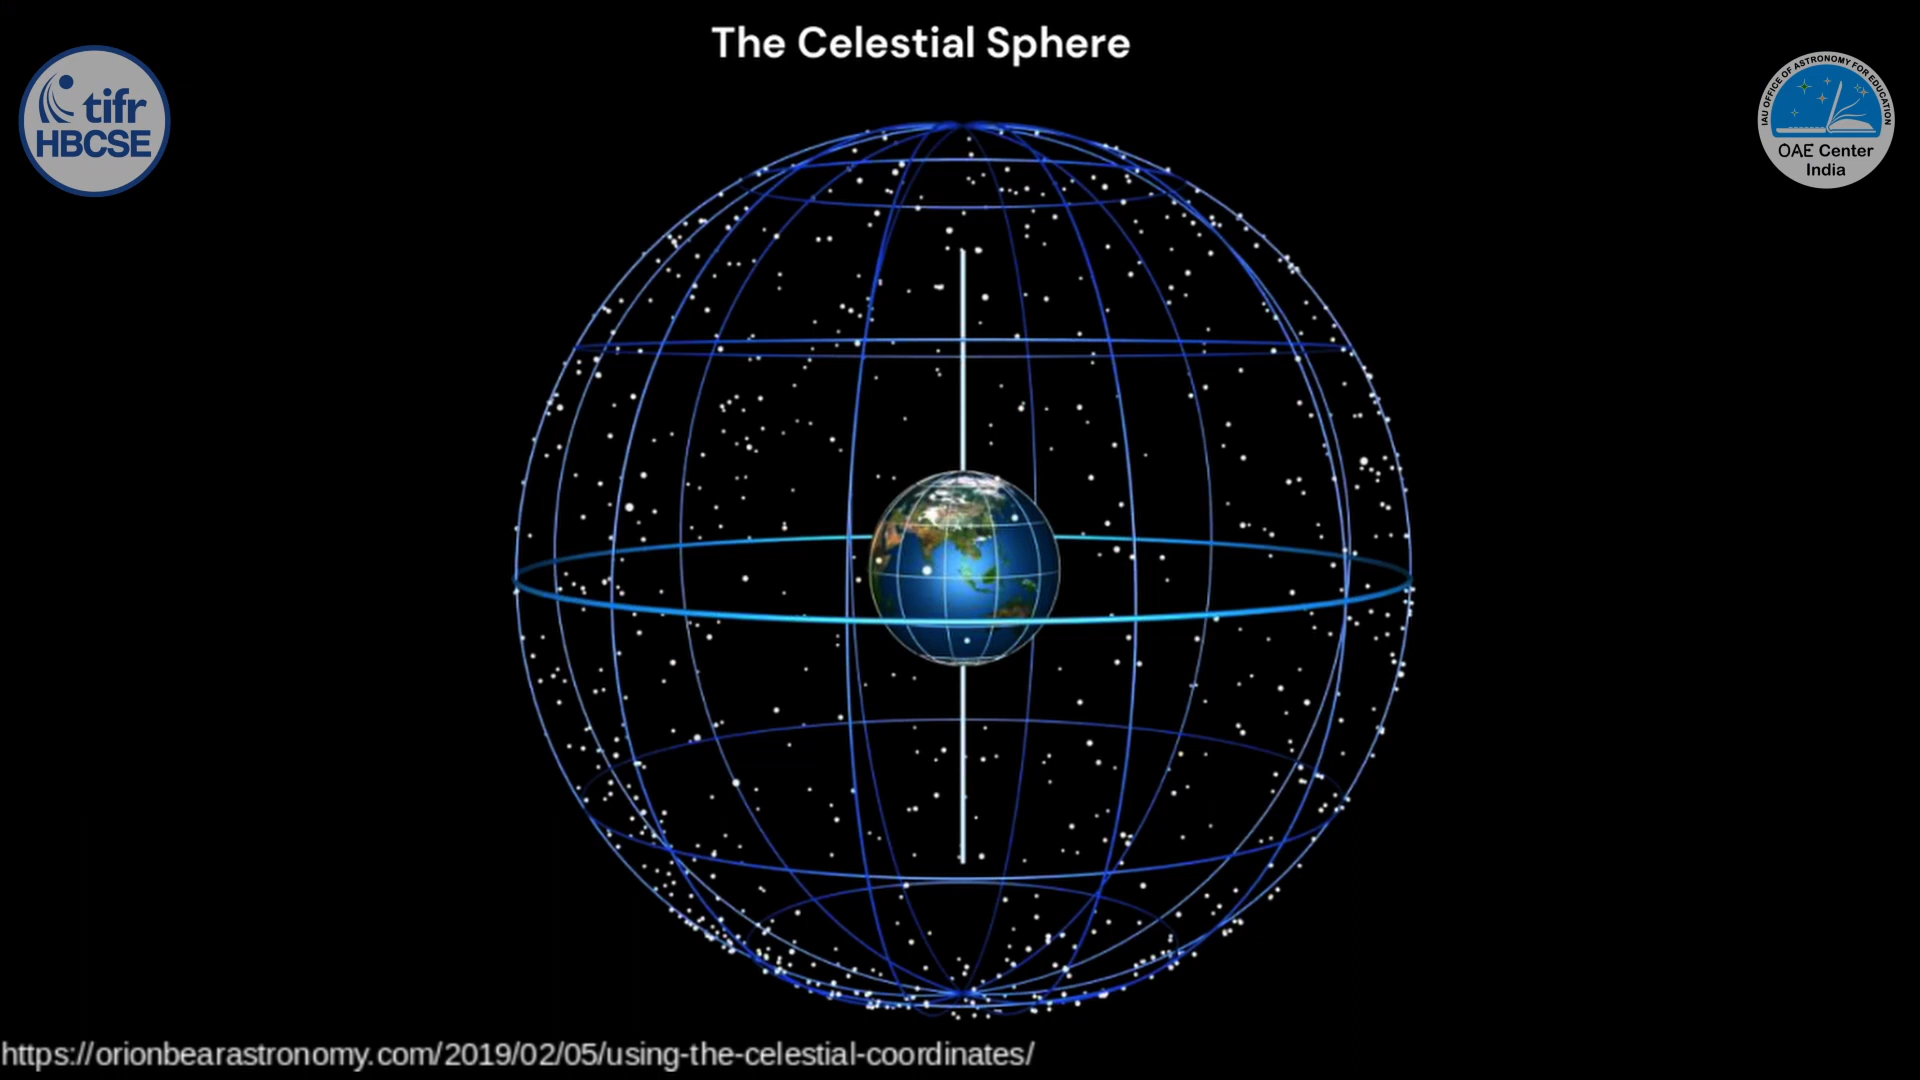 The Celestial Sphere
tifr
HBCSE
IAU OFFICE OF ASTRONOMY FOR EDUCATION
OAE Center
India
https://orionbearastronomy.com/2019/02/05/using-the-celestial-coordinates/